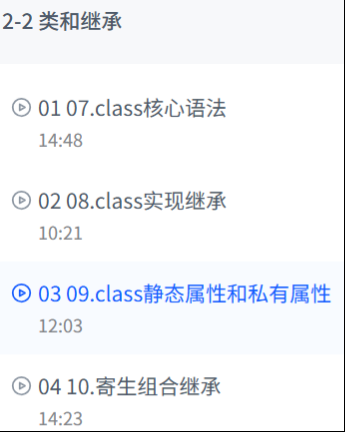 2-2 类和继承
01 07.class核心语法
14:48
02 08.class实现继承
10:21
03 09.class静态属性和私有属性
12:03
04 10.寄生组合继承
14:23